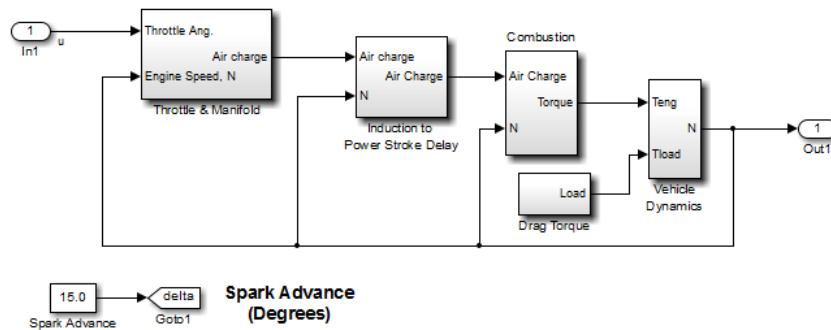 1
In1
u
Throttle Ang.
Air charge
Engine Speed, N
Throttle & Manifold
Air charge
Air Charge
N
Induction to
Power Stroke Delay
Combustion
Air Charge
Torque
N
Load
Drag Torque
Teng
N
Tload
Vehicle
Dynamics
1
Out1
15.0
Spark Advance
delta
Goto1
Spark Advance
(Degrees)